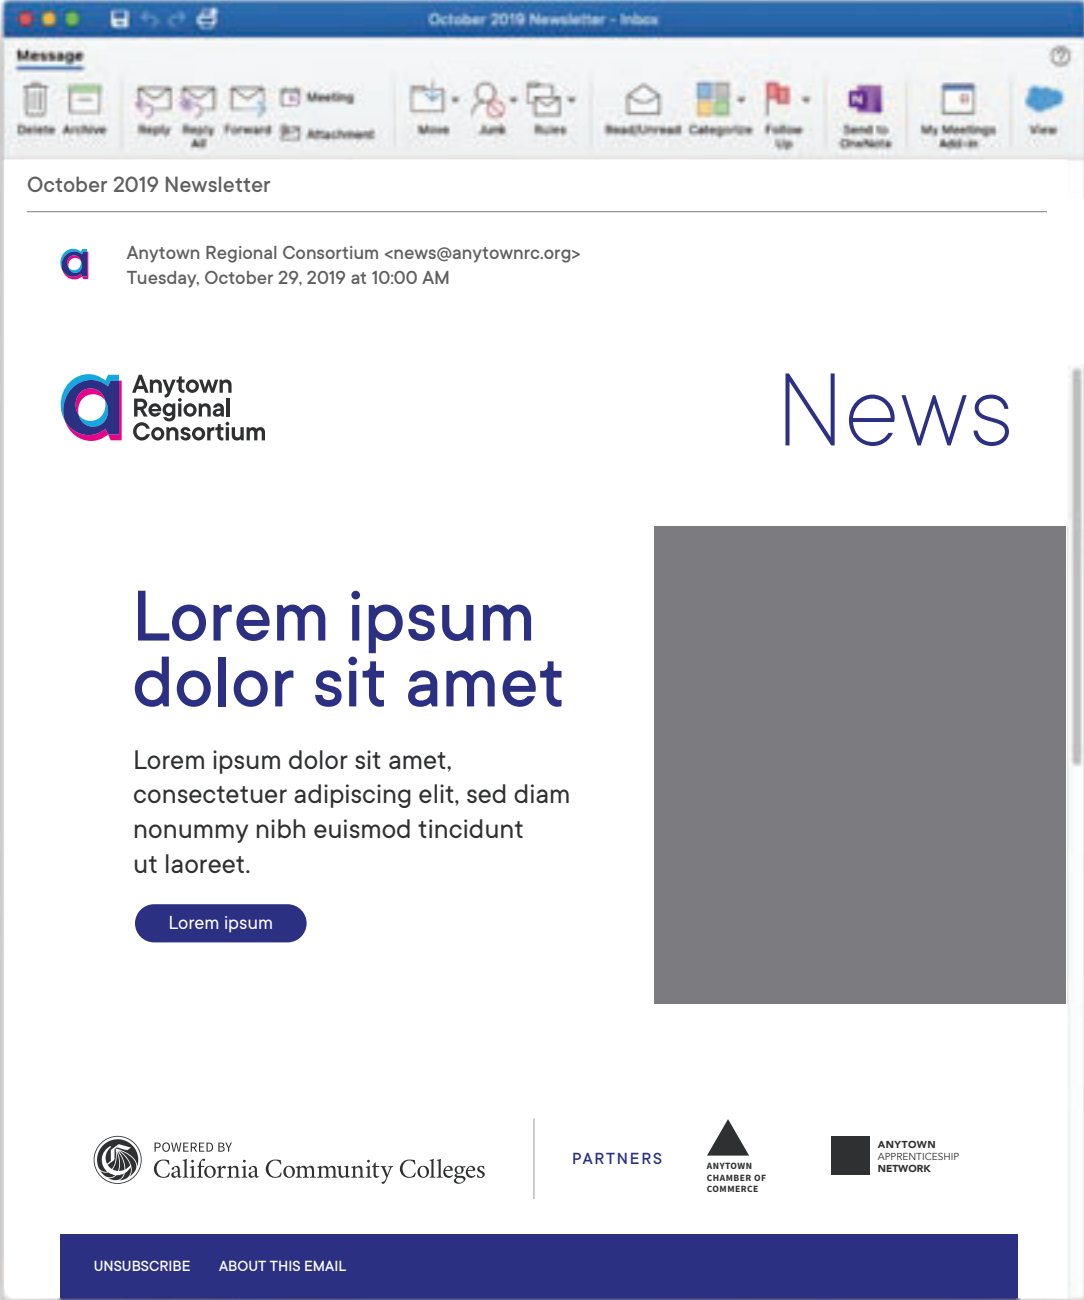 October 2019 Newsletter - Inbox
Message
Delete Archive Reply Reply All Forward Meeting Attachment Move Junk Rules Read/Unread Categorize Follow Up Send to OneNote My Meetings Add-in View
October 2019 Newsletter
a Anytown Regional Consortium <news@anytownrc.org>
Tuesday, October 29, 2019 at 10:00 AM
a Anytown
Regional
Consortium
News
Lorem ipsum
dolor sit amet
Lorem ipsum dolor sit amet,
consectetuer adipiscing elit, sed diam
nonummy nibh euismod tincidunt
ut laoreet.
Lorem ipsum
POWERED BY
California Community Colleges
PARTNERS
ANYTOWN
CHAMBER OF
COMMERCE
ANYTOWN
APPRENTICESHIP
NETWORK
UNSUBSCRIBE ABOUT THIS EMAIL